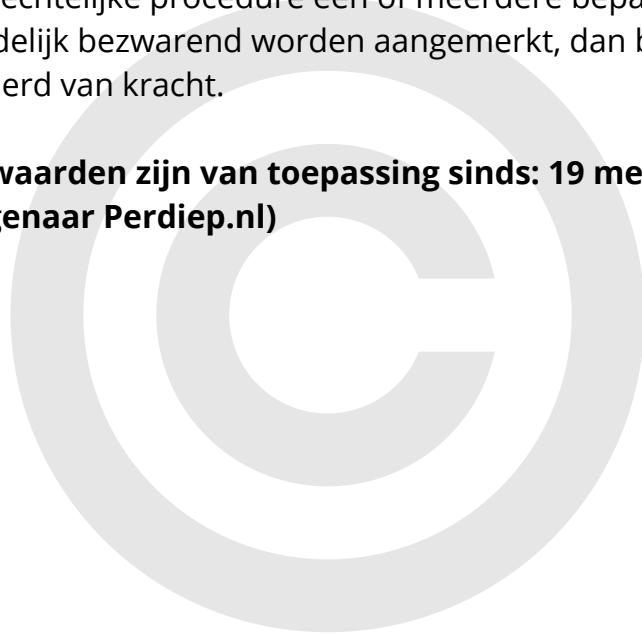 echtelijke procedure een of meerdere bepa
delijk bezwarend worden aangemerkt, dan b
erd van kracht.
waarden zijn van toepassing sinds: 19 me
genaar Perdiep.nl)